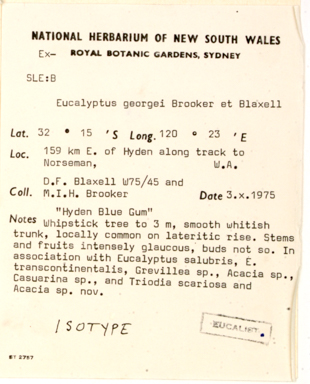 NATIONAL HERBARIUM OF NEW SOUTH WALES
Ex- ROYAL BOTANIC GARDENS, SYDNEY
SLE:B
Eucalyptus georgei Brooker et Blaxell
Lat. 32 ° 15 'S Long. 120 ° 23 'E
Loc. 159 km E. of Hyden along track to
Norseman, W.A.
D.F. Blaxell W75/45 and
Coll. M.I.H. Brooker Date 3.x.1975
"Hyden Blue Gum"
Notes Whipstick tree to 3 m, smooth whitish
trunk, locally common on lateritic rise. Stems
and fruits intensely glaucous, buds not so. In
association with Eucalyptus salubris, E.
transcontinentalis, Grevillea sp., Acacia sp.,
Casuarina sp., and Triodia scariosa and
Acacia sp. nov.
ISOTYPE
EUCALIST.
ET 2757